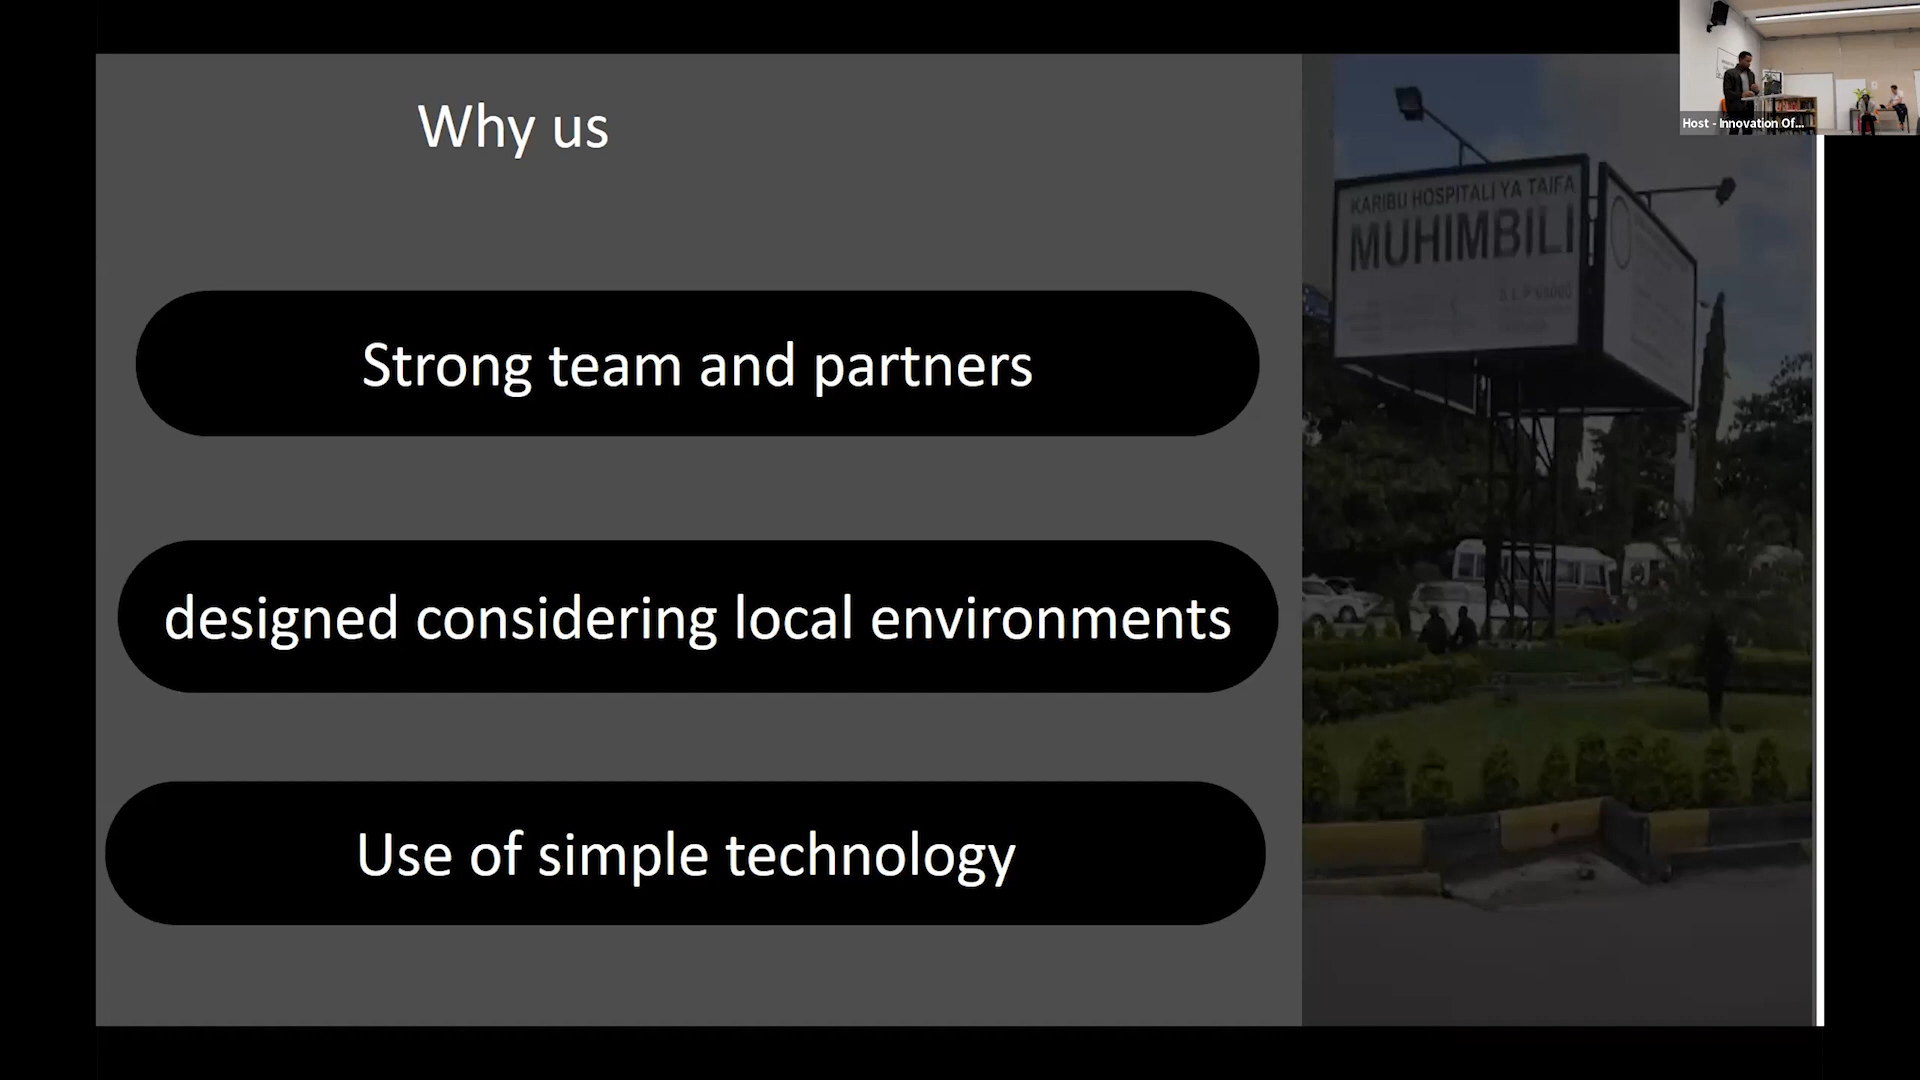 Why us
Strong team and partners
designed considering local environments
Use of simple technology
KARIBU HOSPITALI YA TAIFA
MUHIMBILI
Host - Innovation Of...